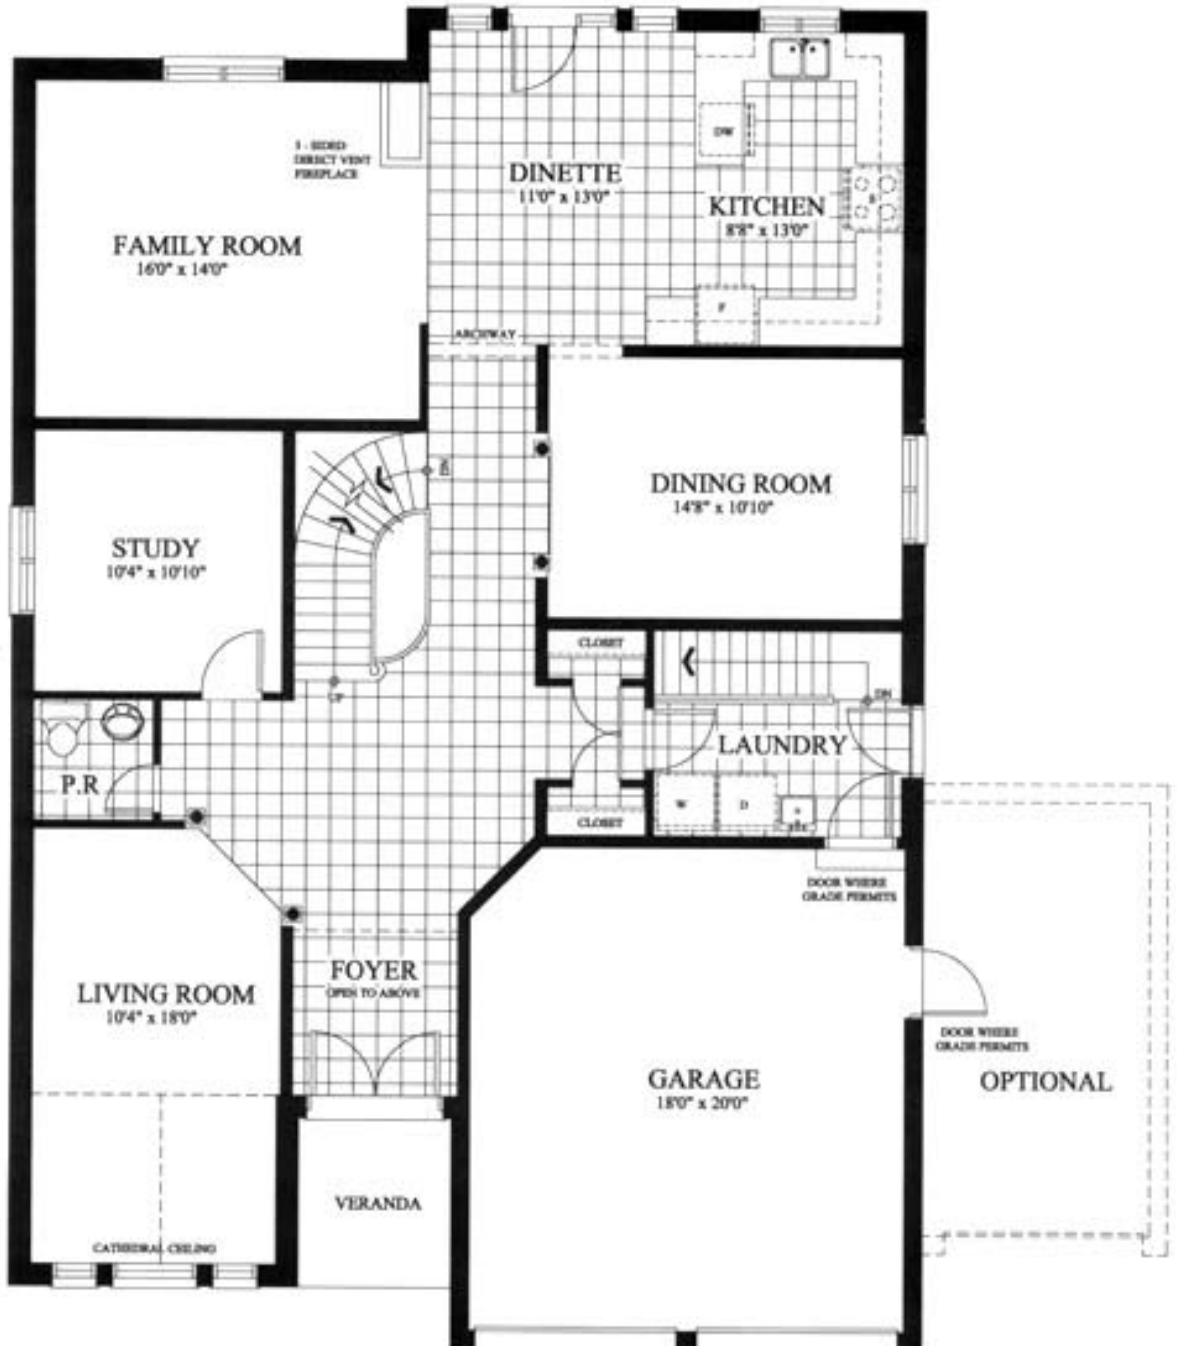 3 - SIDED
DIRECT VENT
FIREPLACE
DW
DINETTE
11'0" x 13'0"
KITCHEN
8'8" x 13'0"
FAMILY ROOM
16'0" x 14'0"
F
ARCHWAY
DN
DINING ROOM
14'8" x 10'10"
STUDY
10'4" x 10'10"
CLOSET
UP
DN
LAUNDRY
P.R
W
D
CLOSET
DOOR WHERE
GRADE PERMITS
FOYER
OPEN TO ABOVE
LIVING ROOM
10'4" x 18'0"
DOOR WHERE
GRADE PERMITS
GARAGE
18'0" x 20'0"
OPTIONAL
VERANDA
CATHEDRAL CEILING